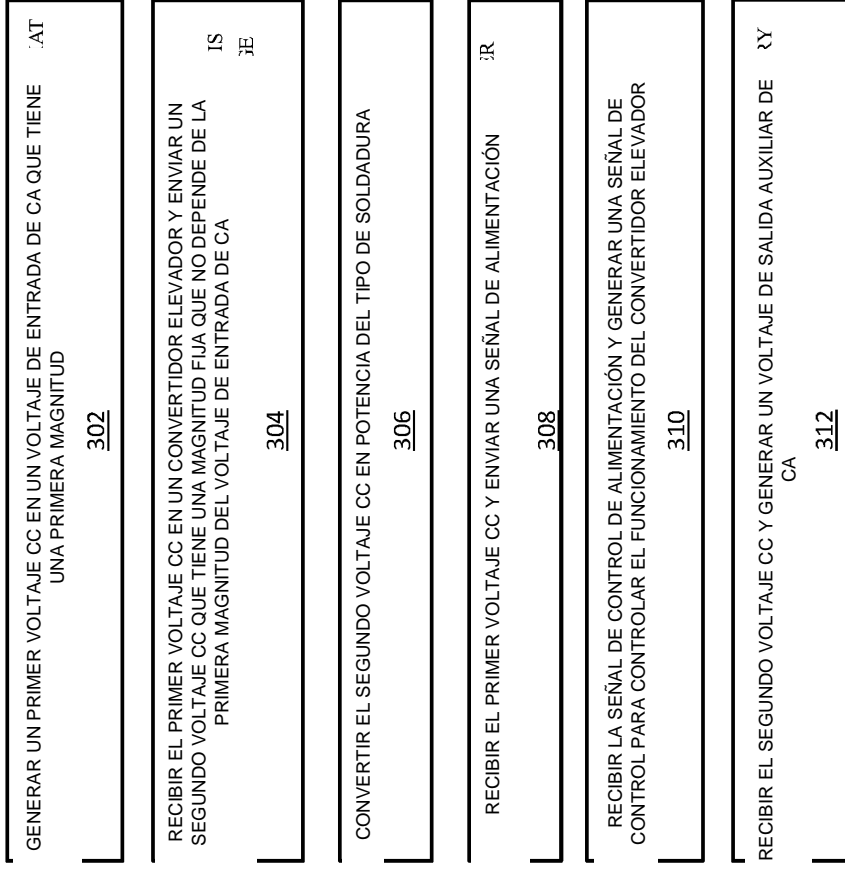 GENERAR UN PRIMER VOLTAJE CC EN UN VOLTAJE DE ENTRADA DE CA QUE TIENE
UNA PRIMERA MAGNITUD
302
AT
RECIBIR EL PRIMER VOLTAJE CC EN UN CONVERTIDOR ELEVADOR Y ENVIAR UN
SEGUNDO VOLTAJE CC QUE TIENE UNA MAGNITUD FIJA QUE NO DEPENDE DE LA
PRIMERA MAGNITUD DEL VOLTAJE DE ENTRADA DE CA
304
IS
GE
CONVERTIR EL SEGUNDO VOLTAJE CC EN POTENCIA DEL TIPO DE SOLDADURA
306
RECIBIR EL PRIMER VOLTAJE CC Y ENVIAR UNA SEÑAL DE ALIMENTACIÓN
308
ER
RECIBIR LA SEÑAL DE CONTROL DE ALIMENTACIÓN Y GENERAR UNA SEÑAL DE
CONTROL PARA CONTROLAR EL FUNCIONAMIENTO DEL CONVERTIDOR ELEVADOR
310
RECIBIR EL SEGUNDO VOLTAJE CC Y GENERAR UN VOLTAJE DE SALIDA AUXILIAR DE
CA
312
RY